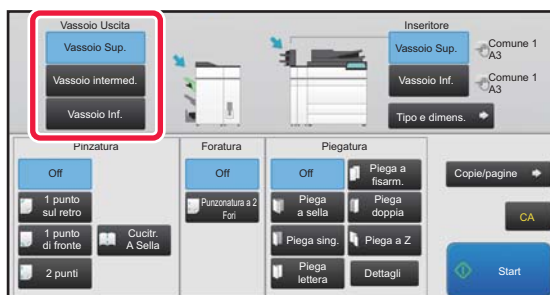 Vassoio Uscita
Vassoio Sup.
Vassoio intermed.
Vassoio Inf.
Inseritore
Vassoio Sup.
Comune 1
A3
Vassoio Inf.
Comune 1
A3
Tipo e dimens.
Pinzatura
Off
1 punto
sul retro
1 punto
di fronte
Cucitr.
A Sella
2 punti
Foratura
Off
Punzonatura a 2
Fori
Piegatura
Off
Piega a
fisarm.
Piega
a sella
Piega
doppia
Piega sing.
Piega a Z
Piega
lettera
Dettagli
Copie/pagine
CA
Start